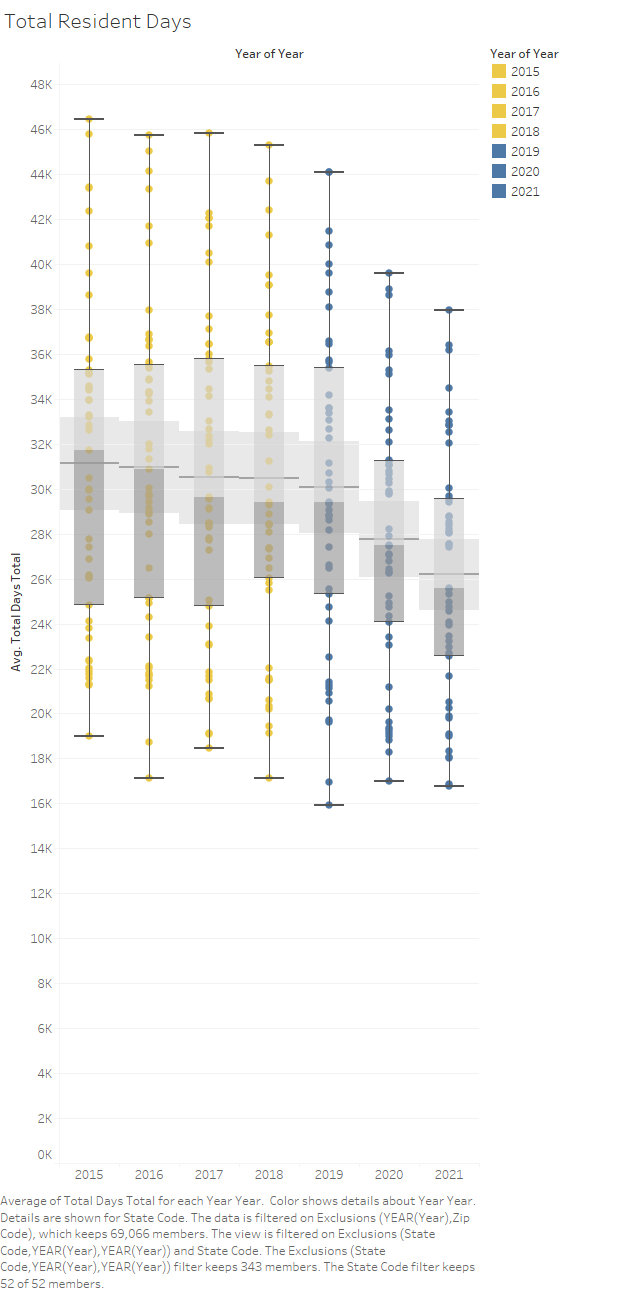 Total Resident Days
Year of Year
Year of Year
2015
2016
2017
2018
2019
2020
2021
48K
46K
44K
42K
40K
38K
36K
34K
32K
30K
28K
26K
24K
22K
20K
18K
16K
14K
12K
10K
8K
6K
4K
2K
0K
Avg. Total Days Total
2015 2016 2017 2018 2019 2020 2021
Average of Total Days Total for each Year Year.  Color shows details about Year Year.
Details are shown for State Code. The data is filtered on Exclusions (YEAR(Year),Zip
Code), which keeps 69,066 members. The view is filtered on Exclusions (State
Code,YEAR(Year),YEAR(Year)) and State Code. The Exclusions (State
Code,YEAR(Year),YEAR(Year)) filter keeps 343 members. The State Code filter keeps
52 of 52 members.